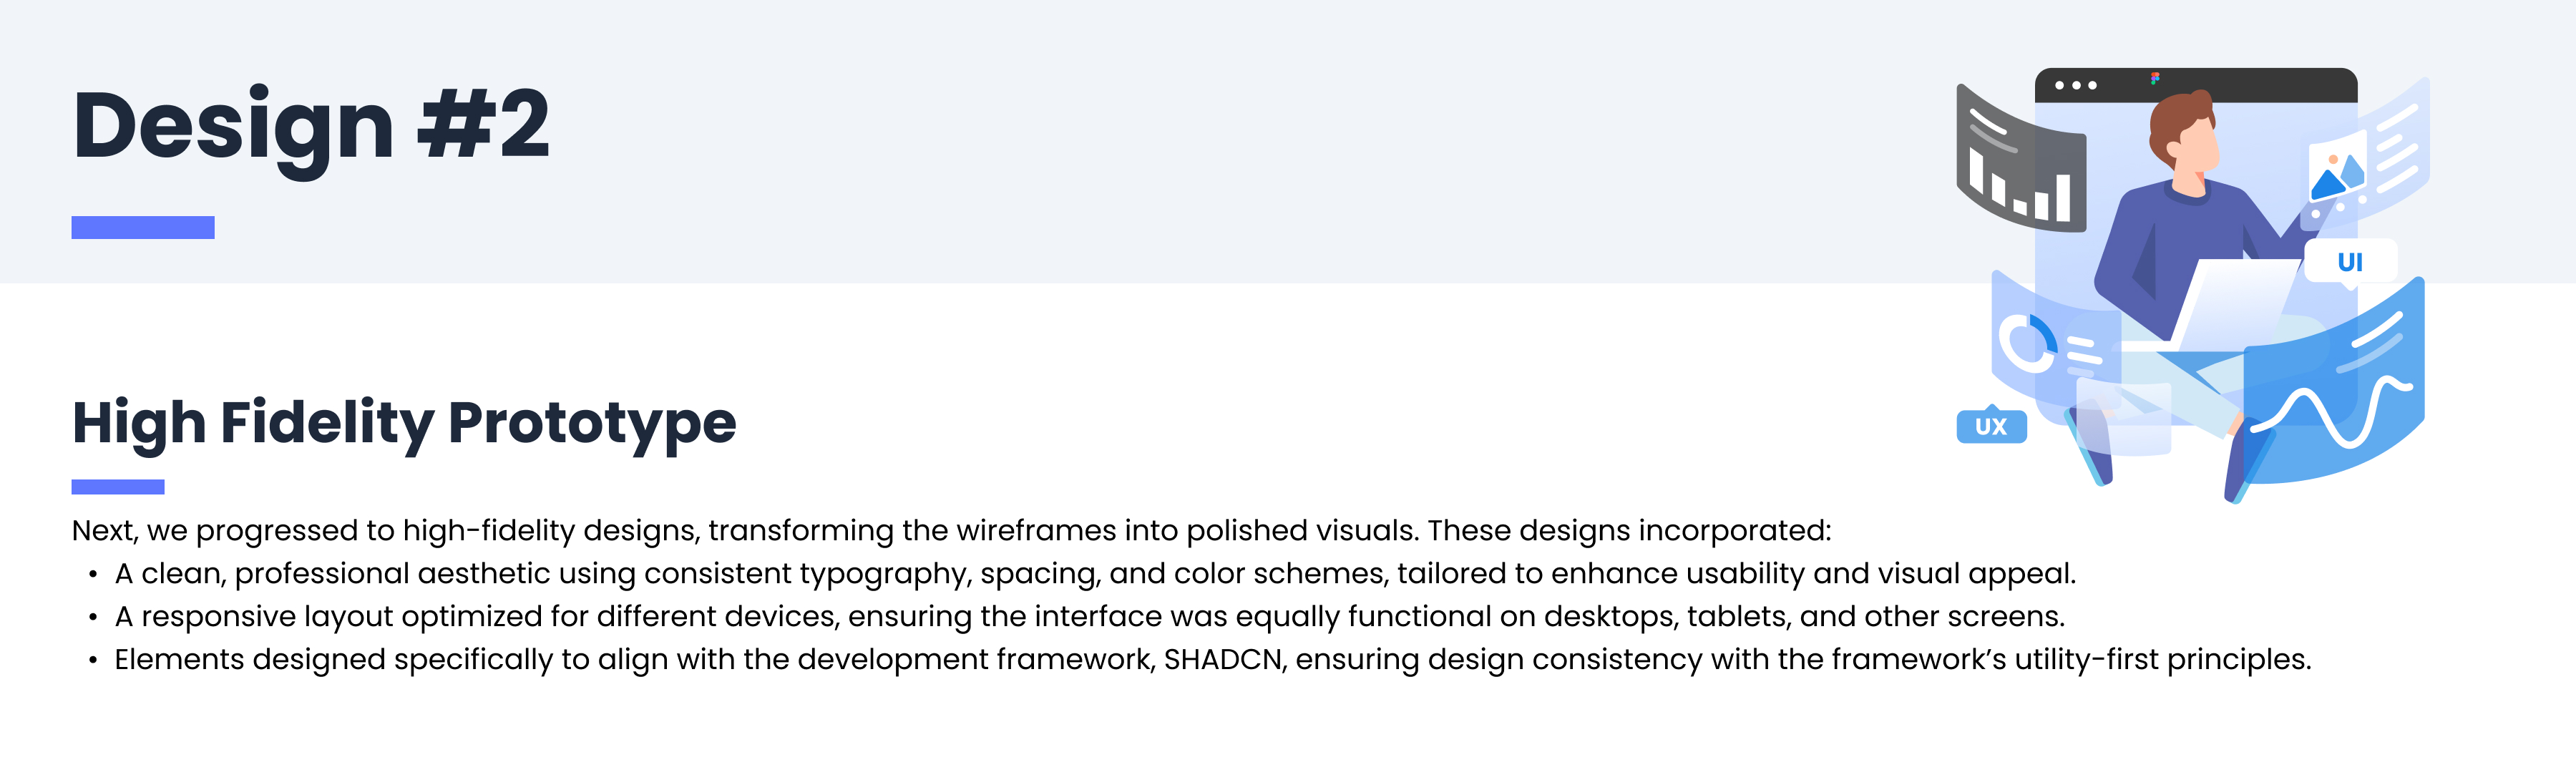 Design #2
UI
UX
High Fidelity Prototype
Next, we progressed to high-fidelity designs, transforming the wireframes into polished visuals. These designs incorporated:
• A clean, professional aesthetic using consistent typography, spacing, and color schemes, tailored to enhance usability and visual appeal.
• A responsive layout optimized for different devices, ensuring the interface was equally functional on desktops, tablets, and other screens.
• Elements designed specifically to align with the development framework, SHADCN, ensuring design consistency with the framework’s utility-first principles.